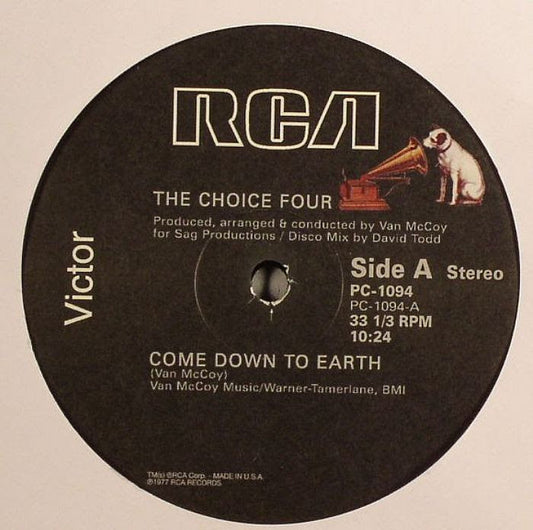 RCA
THE CHOICE FOUR
Produced, arranged & conducted by Van McCoy
for Sag Productions / Disco Mix by David Todd
Victor
Side A Stereo
PC-1094
PC-1094-A
33 1/3 RPM
10:24
COME DOWN TO EARTH
(Van McCoy)
Van McCoy Music/Warner-Tamerlane, BMI
TM(s) ®RCA Corp. - MADE IN U.S.A.
℗1977 RCA RECORDS